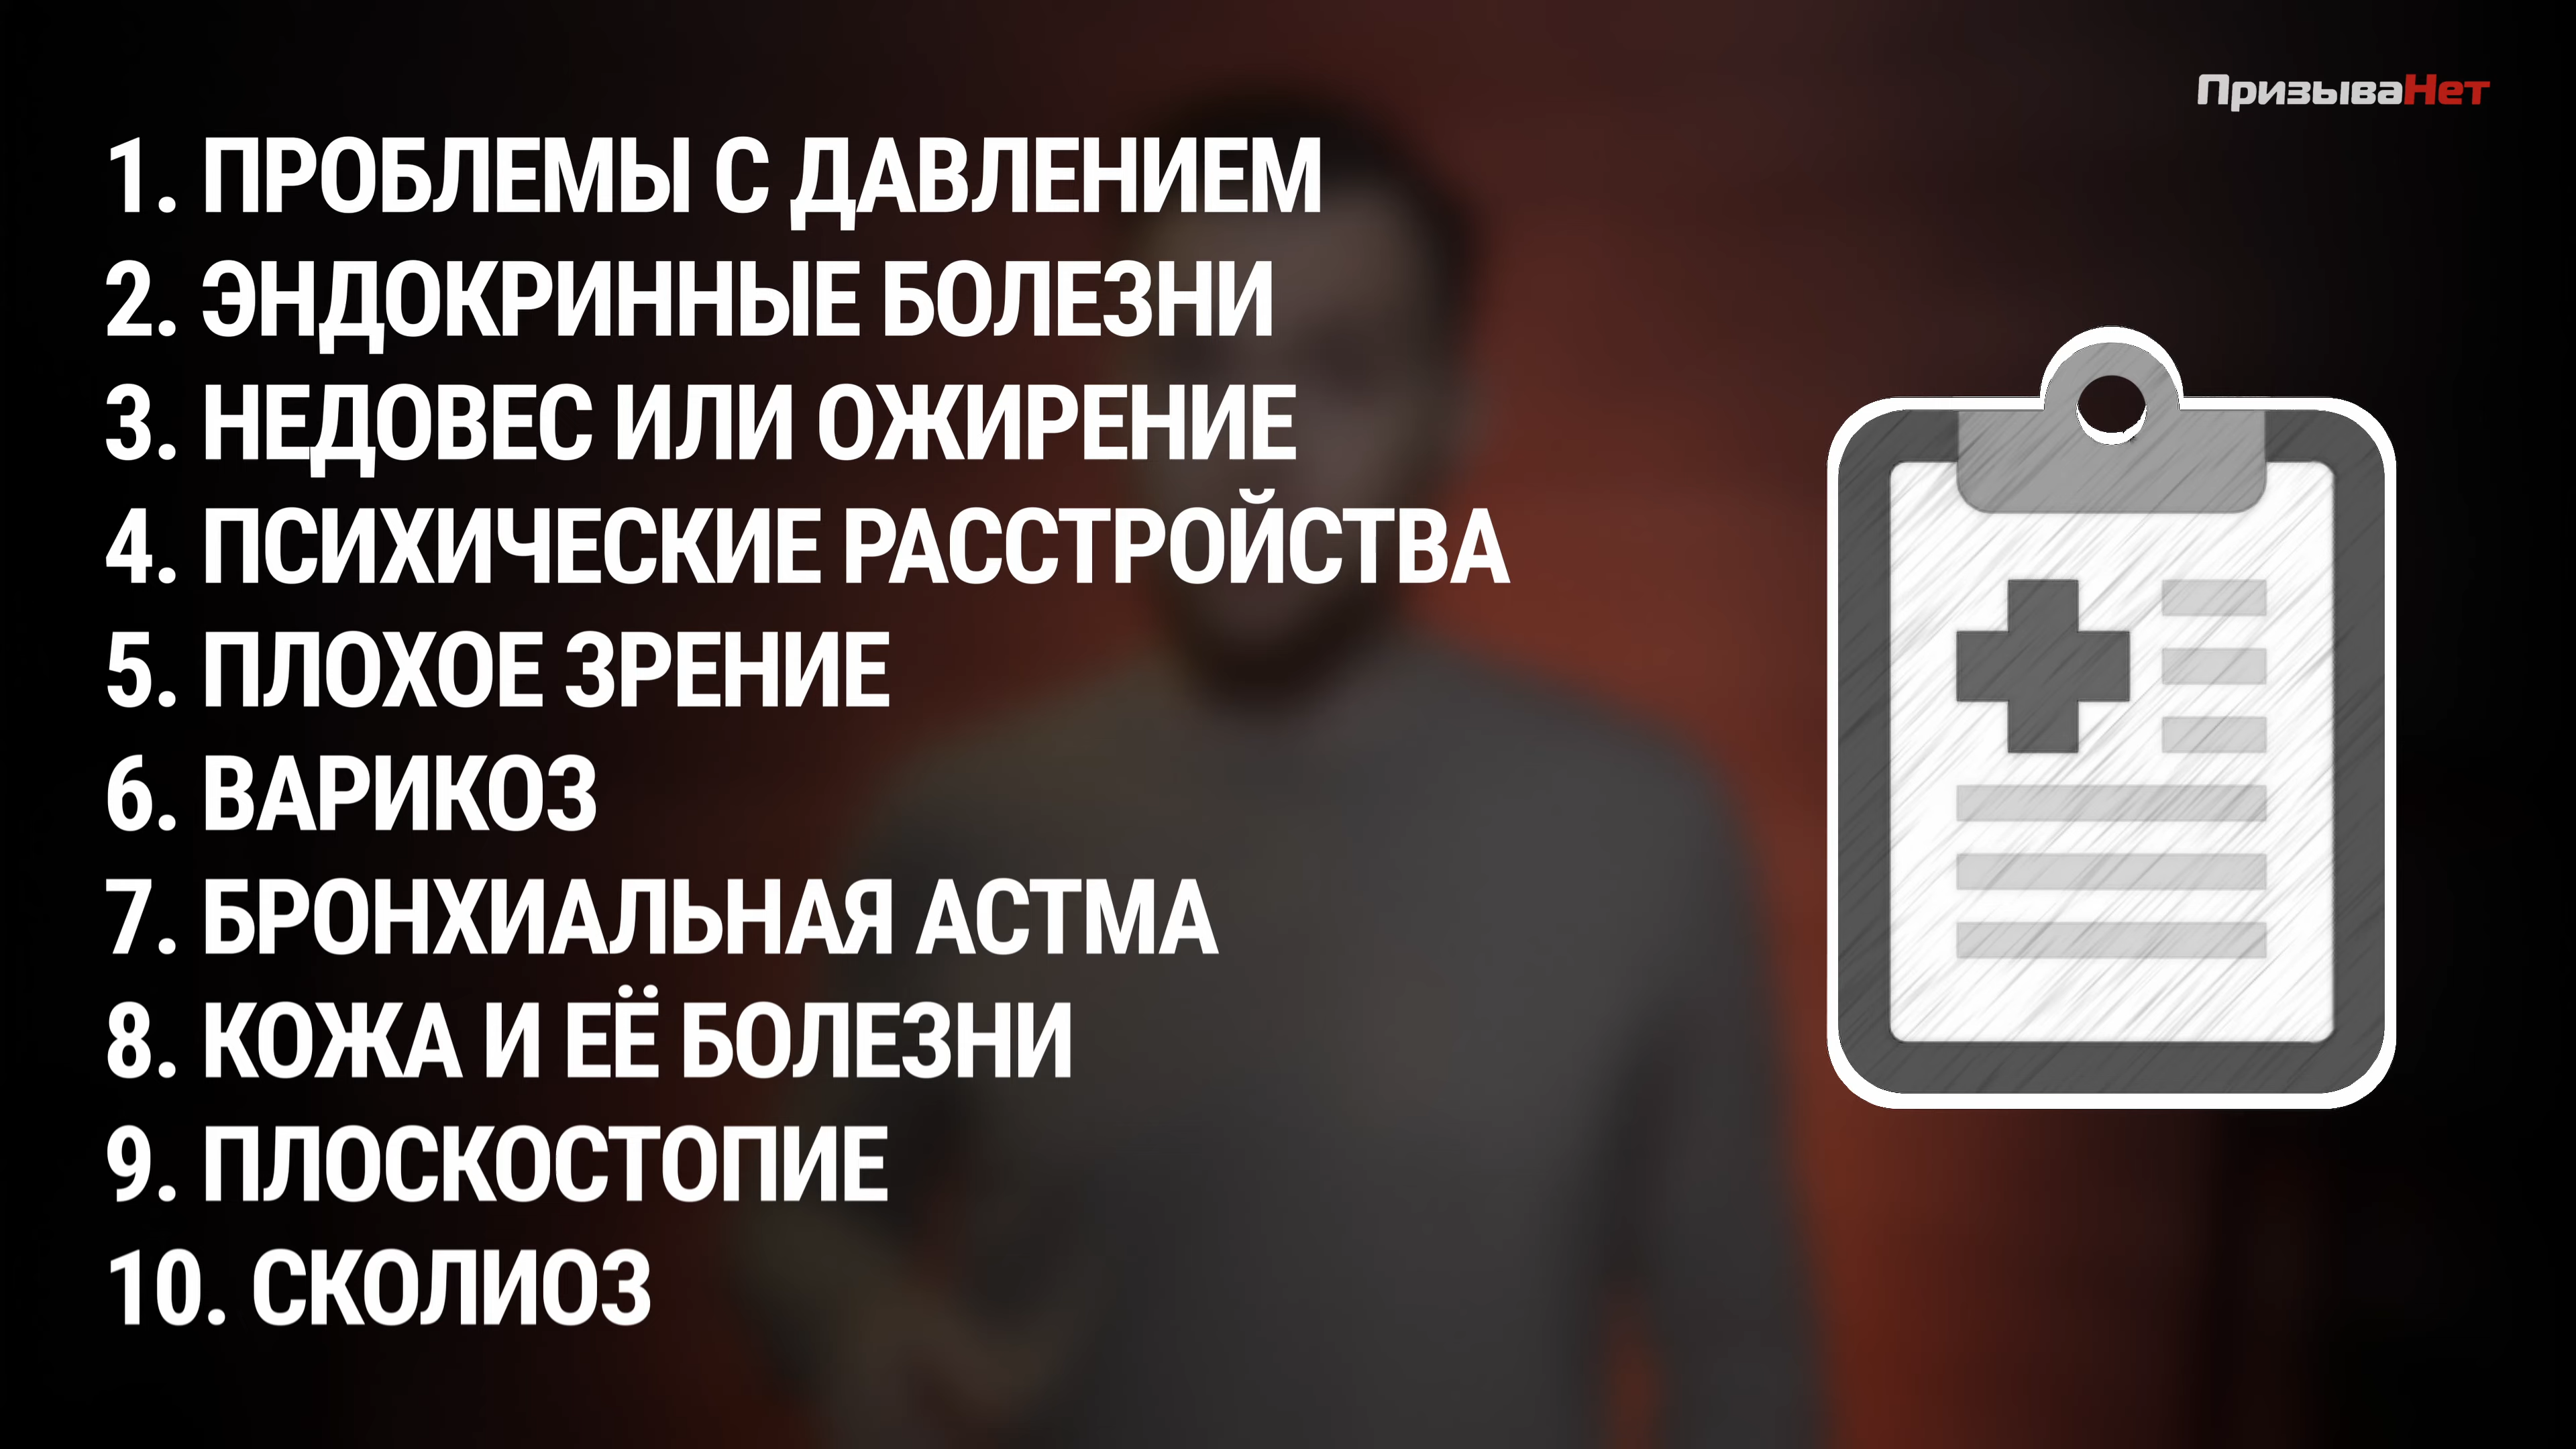 ПризываНет
1. ПРОБЛЕМЫ С ДАВЛЕНИЕМ
2. ЭНДОКРИННЫЕ БОЛЕЗНИ
3. НЕДОВЕС ИЛИ ОЖИРЕНИЕ
4. ПСИХИЧЕСКИЕ РАССТРОЙСТВА
5. ПЛОХОЕ ЗРЕНИЕ
6. ВАРИКОЗ
7. БРОНХИАЛЬНАЯ АСТМА
8. КОЖА И ЕЁ БОЛЕЗНИ
9. ПЛОСКОСТОПИЕ
10. СКОЛИОЗ